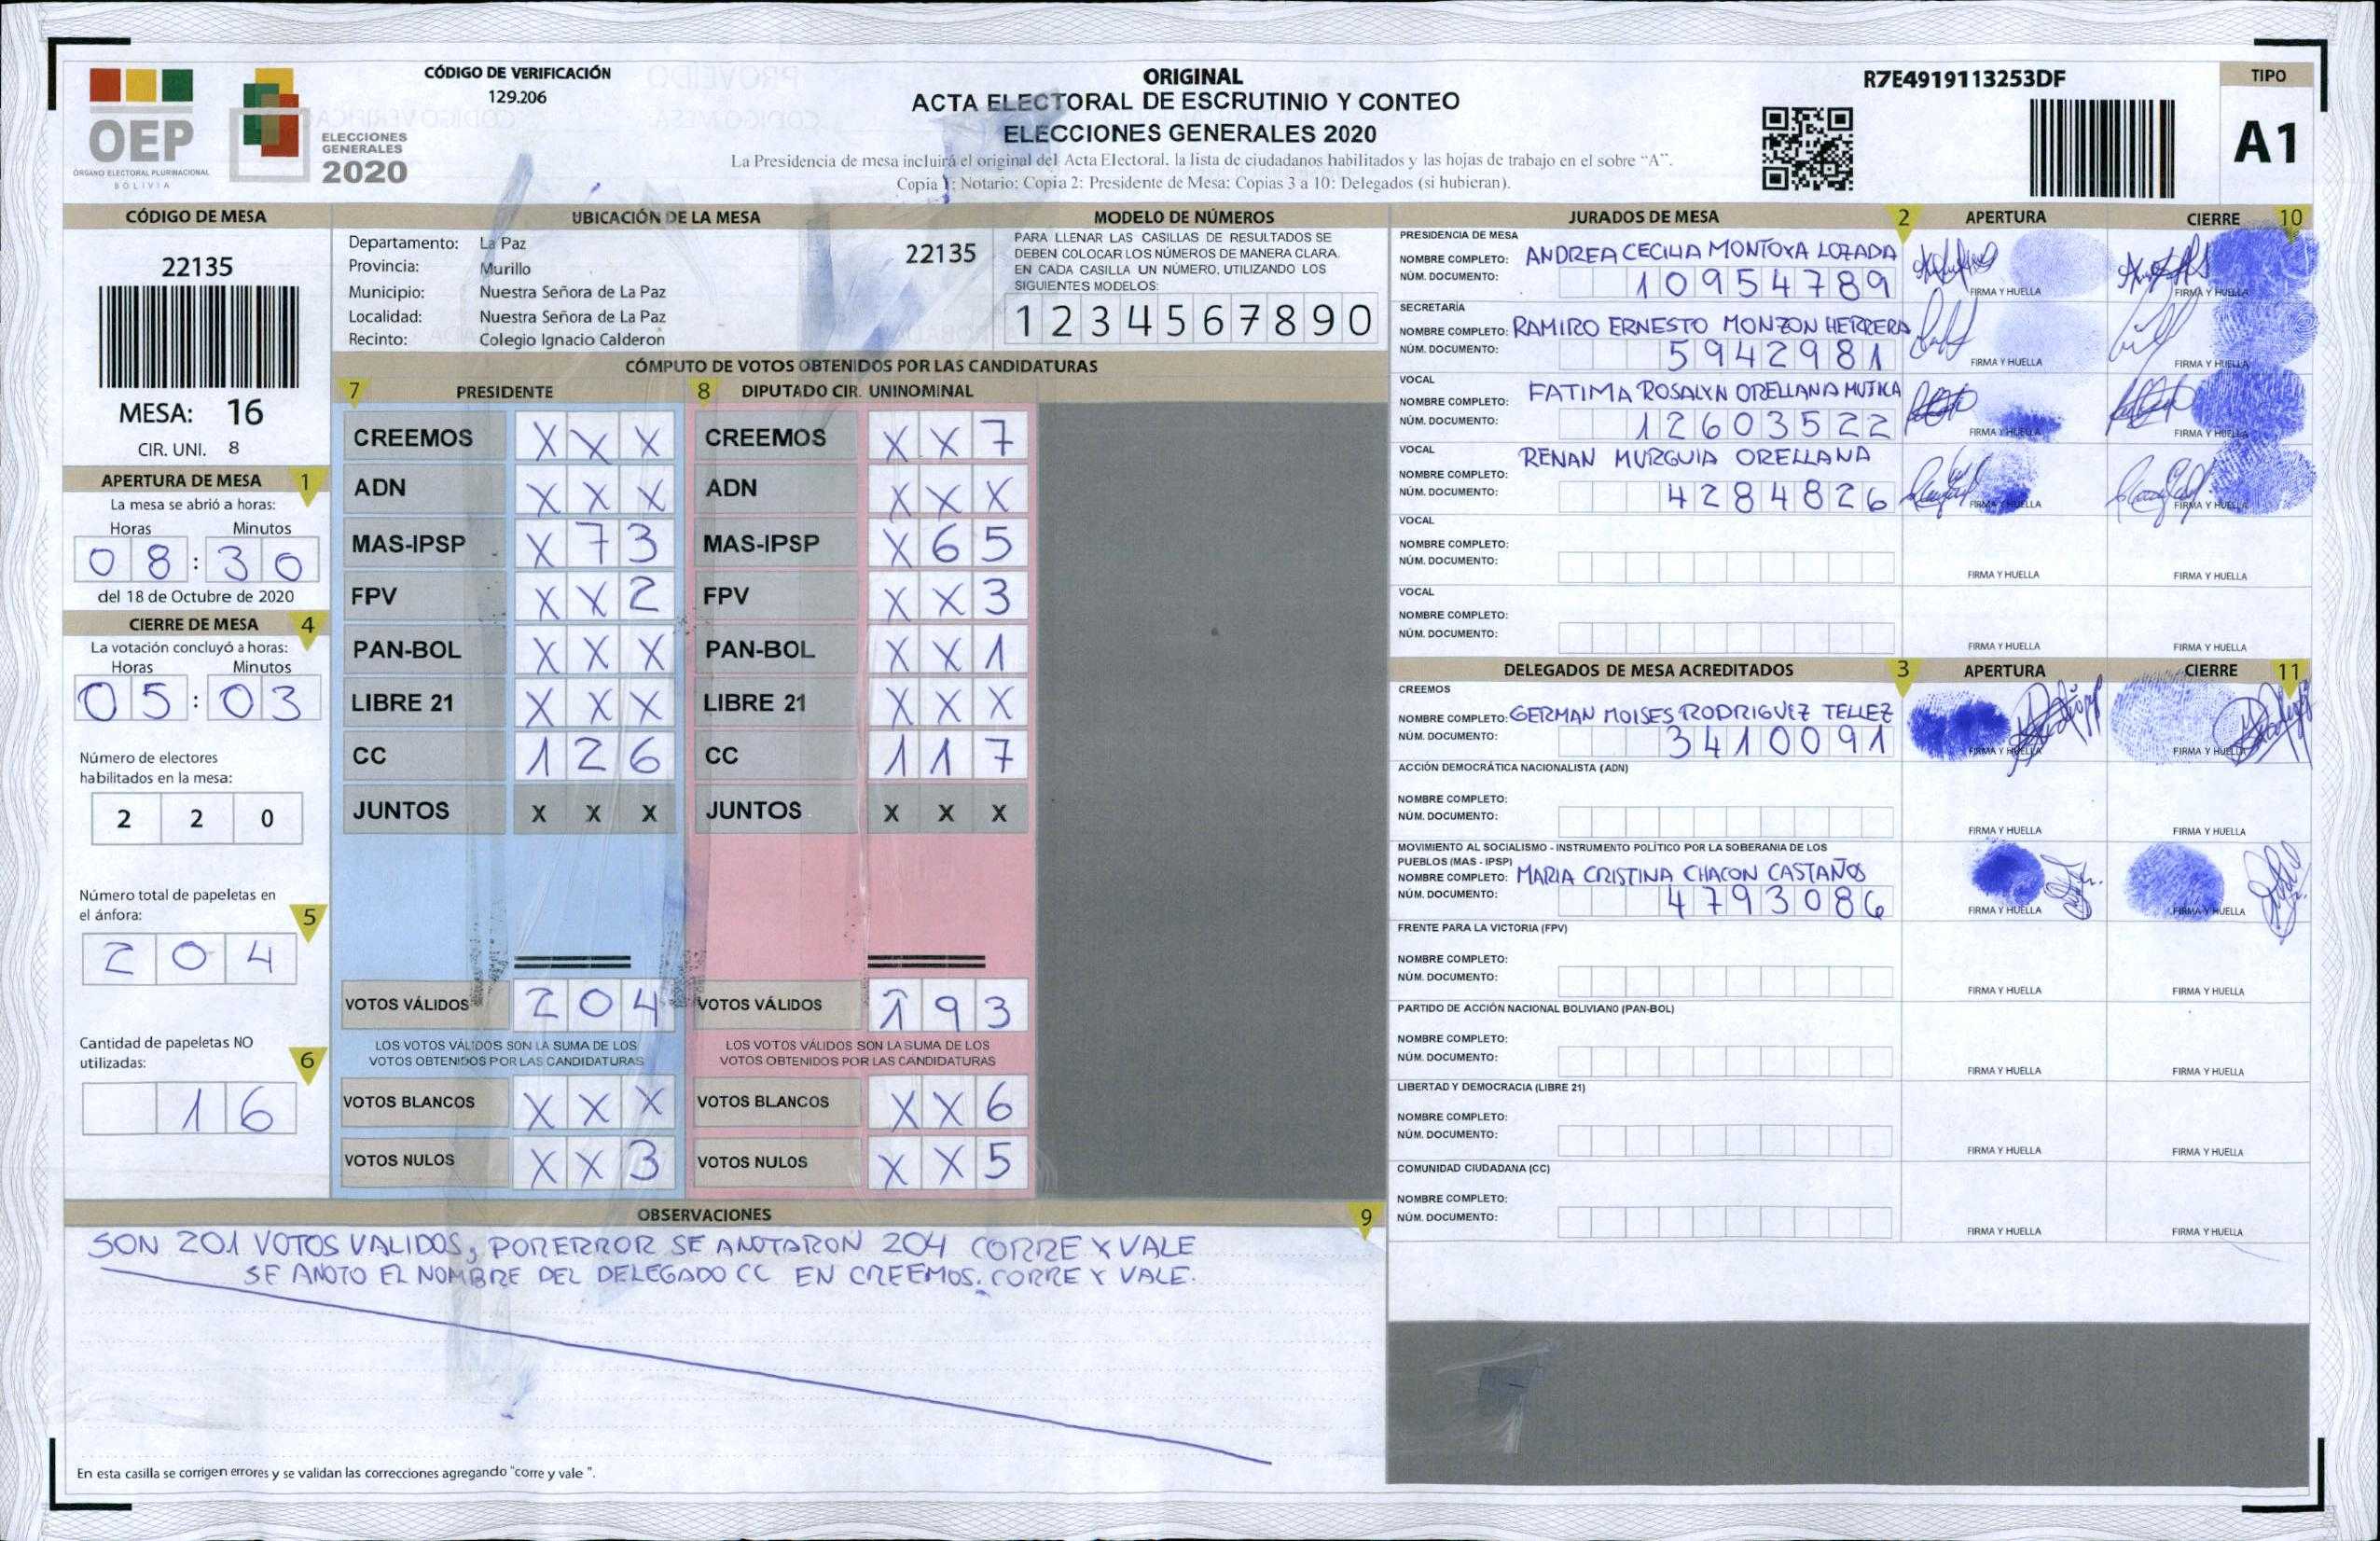 CÓDIGO DE VERIFICACIÓN
129.206
OEP
ÓRGANO ELECTORAL PLURINACIONAL
BOLIVIA
ELECCIONES
GENERALES
2020
ORIGINAL
ACTA ELECTORAL DE ESCRUTINIO Y CONTEO
ELECCIONES GENERALES 2020
La Presidencia de mesa incluirá el original del Acta Electoral, la lista de ciudadanos habilitados y las hojas de trabajo en el sobre “A”.
Copia 1: Notario: Copia 2: Presidente de Mesa: Copias 3 a 10: Delegados (si hubieran).
R7E4919113253DF
TIPO
A1
CÓDIGO DE MESA
22135
MESA: 16
CIR. UNI. 8
APERTURA DE MESA 1
La mesa se abrió a horas:
Horas Minutos
08:30
del 18 de Octubre de 2020
CIERRE DE MESA 4
La votación concluyó a horas:
Horas Minutos
05:03
Número de electores
habilitados en la mesa:
2 2 0
Número total de papeletas en
el ánfora: 5
2 0 4
Cantidad de papeletas NO
utilizadas: 6
1 6
UBICACIÓN DE LA MESA
Departamento: La Paz
22135
Provincia: Murillo
Municipio: Nuestra Señora de La Paz
Localidad: Nuestra Señora de La Paz
Recinto: Colegio Ignacio Calderon
MODELO DE NÚMEROS
PARA LLENAR LAS CASILLAS DE RESULTADOS SE
DEBEN COLOCAR LOS NÚMEROS DE MANERA CLARA.
EN CADA CASILLA UN NÚMERO, UTILIZANDO LOS
SIGUIENTES MODELOS:
1 2 3 4 5 6 7 8 9 0
CÓMPUTO DE VOTOS OBTENIDOS POR LAS CANDIDATURAS
7 PRESIDENTE
CREEMOS X X X
ADN X X X
MAS-IPSP X 7 3
FPV X X 2
PAN-BOL X X X
LIBRE 21 X X X
CC 1 2 6
JUNTOS X X X
VOTOS VÁLIDOS 2 0 4
LOS VOTOS VÁLIDOS SON LA SUMA DE LOS
VOTOS OBTENIDOS POR LAS CANDIDATURAS
VOTOS BLANCOS X X X
VOTOS NULOS X X 3
8 DIPUTADO CIR. UNINOMINAL
CREEMOS X X 7
ADN X X X
MAS-IPSP X 6 5
FPV X X 3
PAN-BOL X X 1
LIBRE 21 X X X
CC 1 1 7
JUNTOS X X X
VOTOS VÁLIDOS 1 9 3
LOS VOTOS VÁLIDOS SON LA SUMA DE LOS
VOTOS OBTENIDOS POR LAS CANDIDATURAS
VOTOS BLANCOS X X 6
VOTOS NULOS X X 5
OBSERVACIONES 9
SON 201 VOTOS VALIDOS, POR ERROR SE ANOTARON 204 CORRE Y VALE
SE ANOTO EL NOMBRE DEL DELEGADO CC EN CREEMOS. CORRE Y VALE.
En esta casilla se corrigen errores y se validan las correcciones agregando "corre y vale ".
JURADOS DE MESA 2 APERTURA CIERRE 10
PRESIDENCIA DE MESA
NOMBRE COMPLETO: ANDREA CECILIA MONTOYA LOZADA
NÚM. DOCUMENTO: 10954789
FIRMA Y HUELLA FIRMA Y HUELLA
SECRETARÍA
NOMBRE COMPLETO: RAMIRO ERNESTO MONZON HERRERA
NÚM. DOCUMENTO: 5942981
FIRMA Y HUELLA FIRMA Y HUELLA
VOCAL
NOMBRE COMPLETO: FATIMA ROSALYN ORELLANA MUJICA
NÚM. DOCUMENTO: 12603522
FIRMA Y HUELLA FIRMA Y HUELLA
VOCAL
NOMBRE COMPLETO: RENAN MURGUIA ORELLANA
NÚM. DOCUMENTO: 4284826
FIRMA Y HUELLA FIRMA Y HUELLA
VOCAL
NOMBRE COMPLETO:
NÚM. DOCUMENTO:
FIRMA Y HUELLA FIRMA Y HUELLA
VOCAL
NOMBRE COMPLETO:
NÚM. DOCUMENTO:
FIRMA Y HUELLA FIRMA Y HUELLA
DELEGADOS DE MESA ACREDITADOS 3 APERTURA CIERRE 11
CREEMOS
NOMBRE COMPLETO: GERMAN MOISES RODRIGUEZ TELLEZ
NÚM. DOCUMENTO: 3410091
FIRMA Y HUELLA FIRMA Y HUELLA
ACCIÓN DEMOCRÁTICA NACIONALISTA (ADN)
NOMBRE COMPLETO:
NÚM. DOCUMENTO:
FIRMA Y HUELLA FIRMA Y HUELLA
MOVIMIENTO AL SOCIALISMO - INSTRUMENTO POLÍTICO POR LA SOBERANIA DE LOS
PUEBLOS (MAS - IPSP)
NOMBRE COMPLETO: MARIA CRISTINA CHACON CASTAÑOS
NÚM. DOCUMENTO: 4793086
FIRMA Y HUELLA FIRMA Y HUELLA
FRENTE PARA LA VICTORIA (FPV)
NOMBRE COMPLETO:
NÚM. DOCUMENTO:
FIRMA Y HUELLA FIRMA Y HUELLA
PARTIDO DE ACCIÓN NACIONAL BOLIVIANO (PAN-BOL)
NOMBRE COMPLETO:
NÚM. DOCUMENTO:
FIRMA Y HUELLA FIRMA Y HUELLA
LIBERTAD Y DEMOCRACIA (LIBRE 21)
NOMBRE COMPLETO:
NÚM. DOCUMENTO:
FIRMA Y HUELLA FIRMA Y HUELLA
COMUNIDAD CIUDADANA (CC)
NOMBRE COMPLETO:
NÚM. DOCUMENTO:
FIRMA Y HUELLA FIRMA Y HUELLA